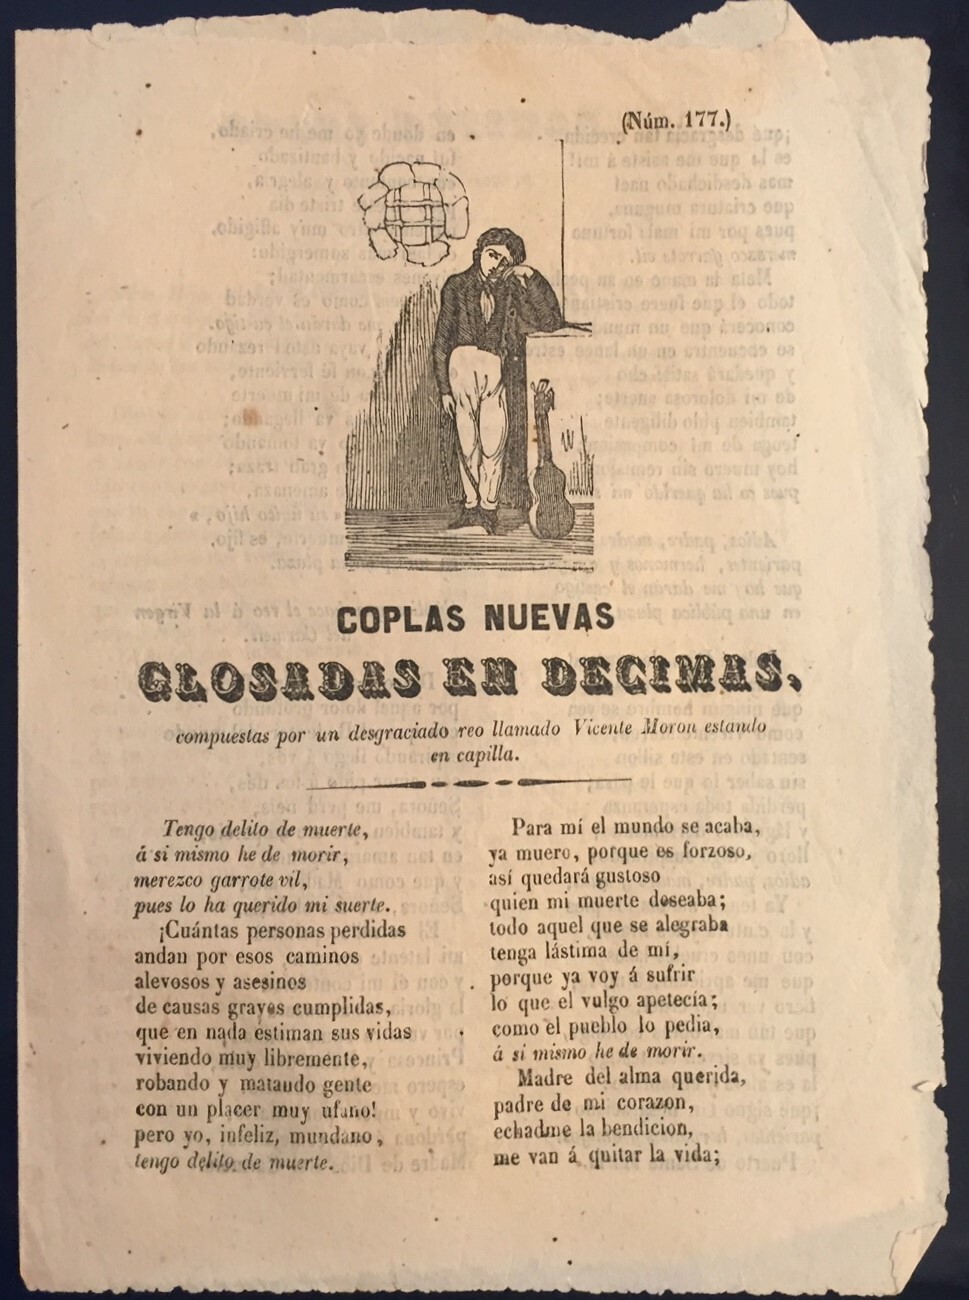 (Núm. 177.)
COPLAS NUEVAS
GLOSADAS EN DECIMAS,
compuestas por un desgraciado reo llamado Vicente Moron estando
en capilla.
Tengo delito de muerte,
á si mismo he de morir,
merezco garrote vil,
pues lo ha querido mi suerte.
¡Cuántas personas perdidas
andan por esos caminos
alevosos y asesinos
de causas graves cumplidas,
que en nada estiman sus vidas
viviendo muy libremente,
robando y matando gente
con un placer muy ufano!
pero yo, infeliz, mundano,
tengo delito de muerte.
Para mí el mundo se acaba,
ya muero, porque es forzoso,
así quedará gustoso
quien mi muerte deseaba;
todo aquel que se alegraba
tenga lástima de mí,
porque ya voy á sufrir
lo que el vulgo apetecía;
como el pueblo lo pedia,
á si mismo he de morir.
Madre del alma querida,
padre de mi corazon,
echadme la bendicion,
me van á quitar la vida;